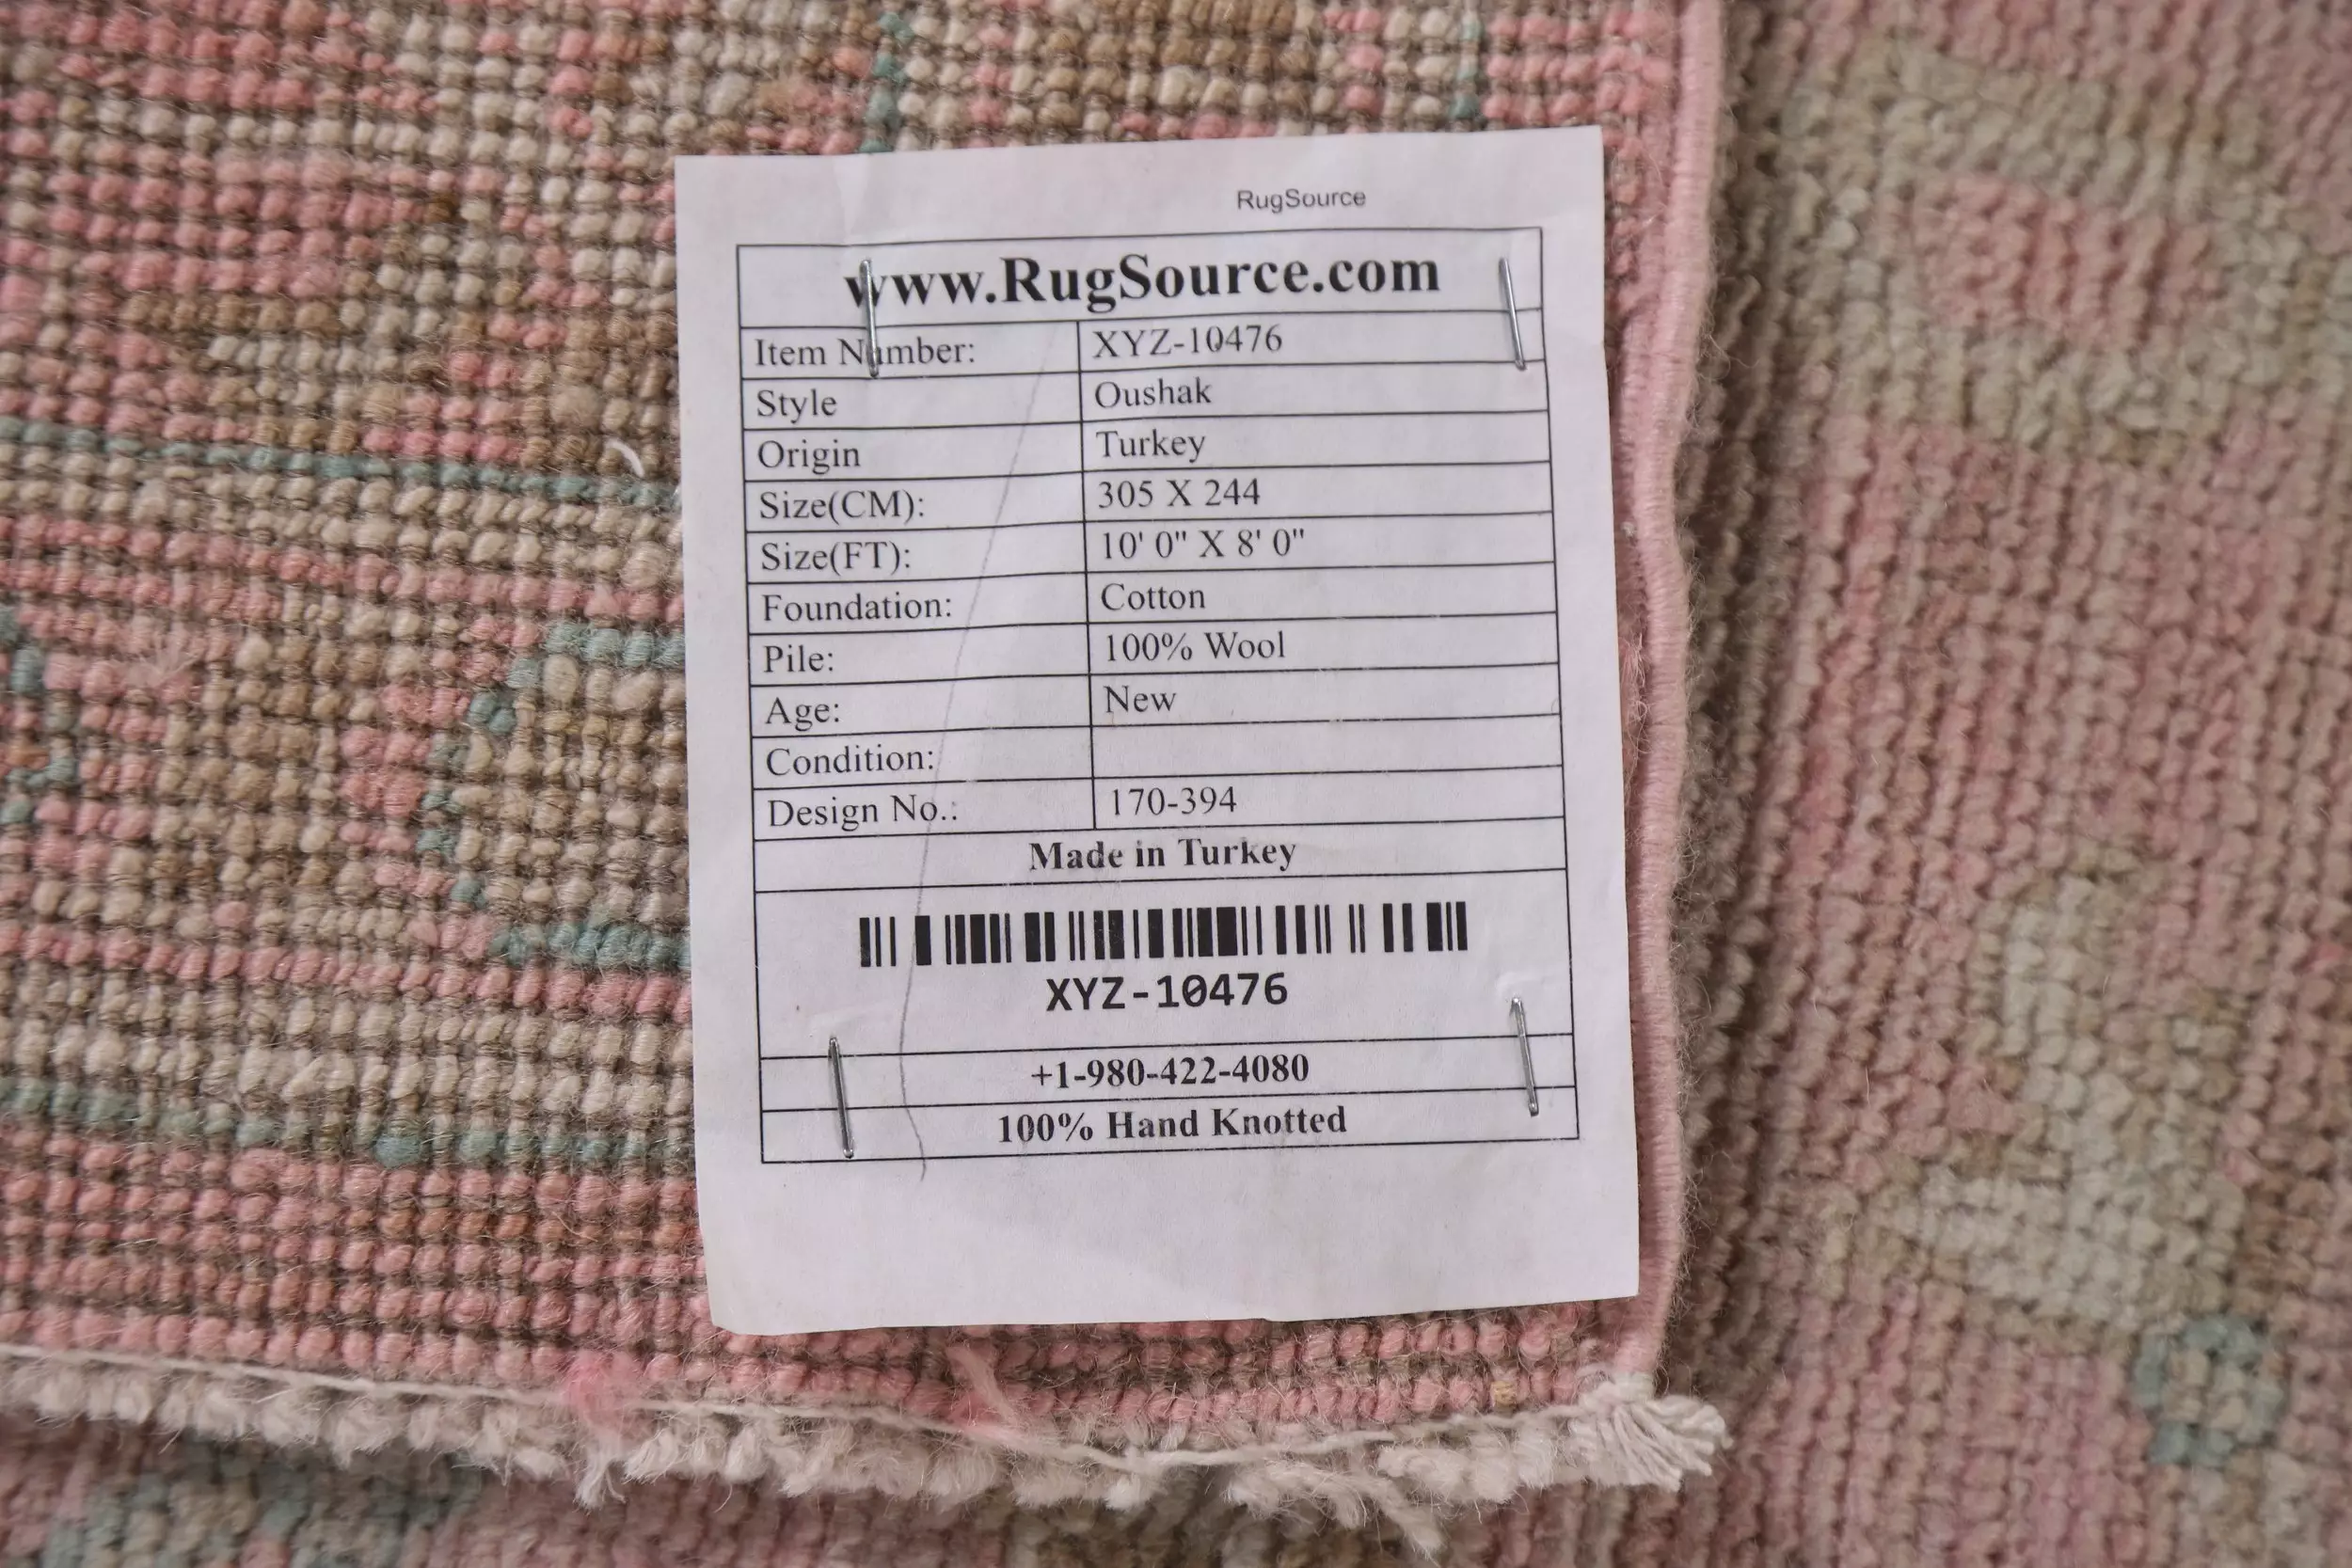 RugSource
www.RugSource.com
Item Number: XYZ-10476
Style Oushak
Origin Turkey
Size(CM): 305 X 244
Size(FT): 10' 0" X 8' 0"
Foundation: Cotton
Pile: 100% Wool
Age: New
Condition:
Design No.: 170-394
Made in Turkey
XYZ-10476
+1-980-422-4080
100% Hand Knotted